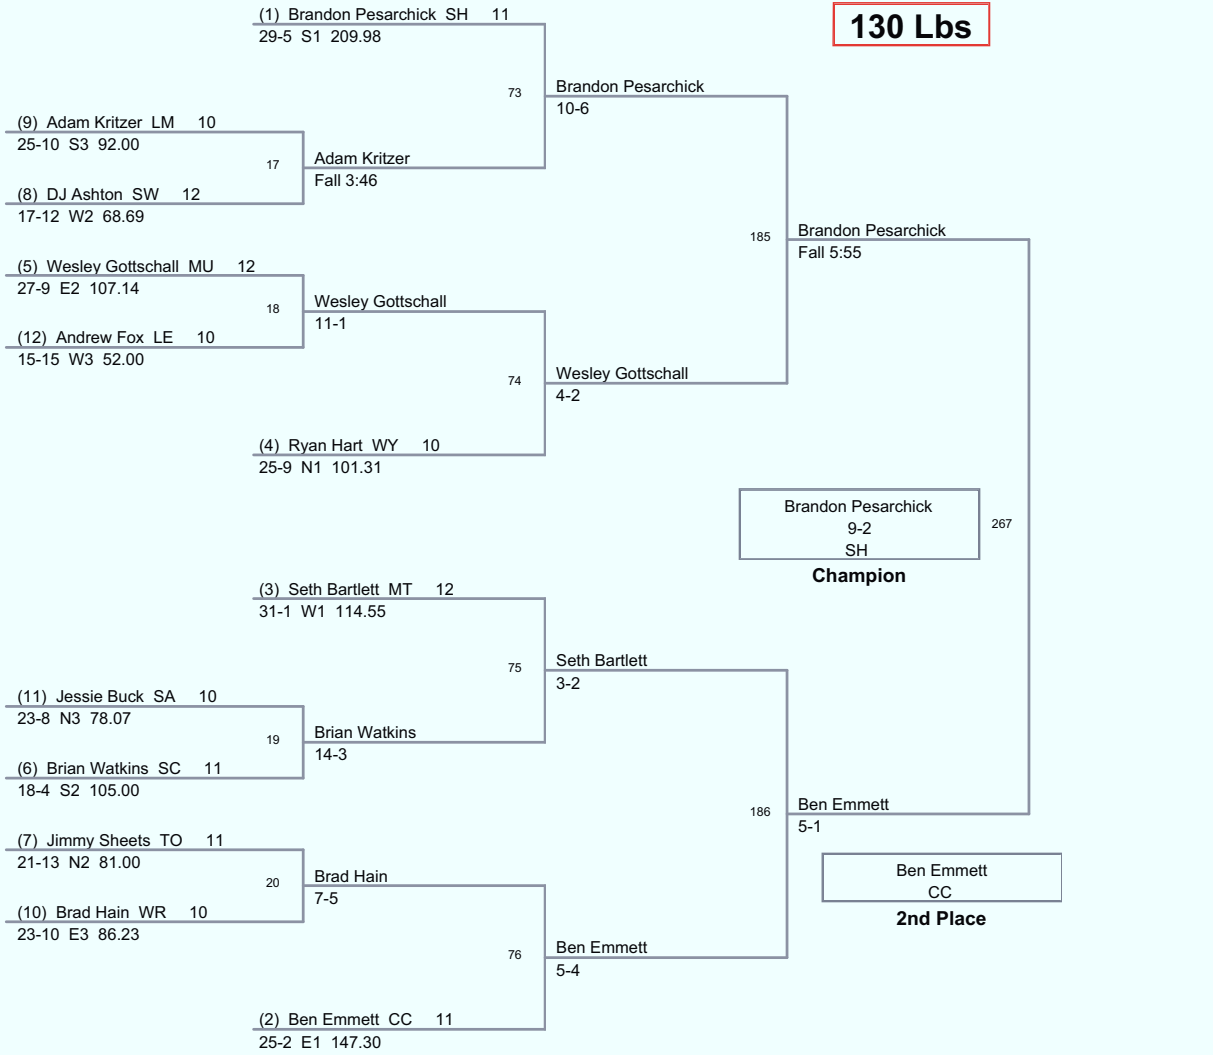 (1) Brandon Pesarchick SH 11
29-5 S1 209.98
130 Lbs
73
Brandon Pesarchick
10-6
(9) Adam Kritzer LM 10
25-10 S3 92.00
17
Adam Kritzer
Fall 3:46
(8) DJ Ashton SW 12
17-12 W2 68.69
185
Brandon Pesarchick
Fall 5:55
(5) Wesley Gottschall MU 12
27-9 E2 107.14
18
Wesley Gottschall
11-1
(12) Andrew Fox LE 10
15-15 W3 52.00
74
Wesley Gottschall
4-2
(4) Ryan Hart WY 10
25-9 N1 101.31
Brandon Pesarchick
9-2
SH
Champion
267
(3) Seth Bartlett MT 12
31-1 W1 114.55
75
Seth Bartlett
3-2
(11) Jessie Buck SA 10
23-8 N3 78.07
19
Brian Watkins
14-3
(6) Brian Watkins SC 11
18-4 S2 105.00
186
Ben Emmett
5-1
(7) Jimmy Sheets TO 11
21-13 N2 81.00
20
Brad Hain
7-5
Ben Emmett
CC
2nd Place
(10) Brad Hain WR 10
23-10 E3 86.23
76
Ben Emmett
5-4
(2) Ben Emmett CC 11
25-2 E1 147.30